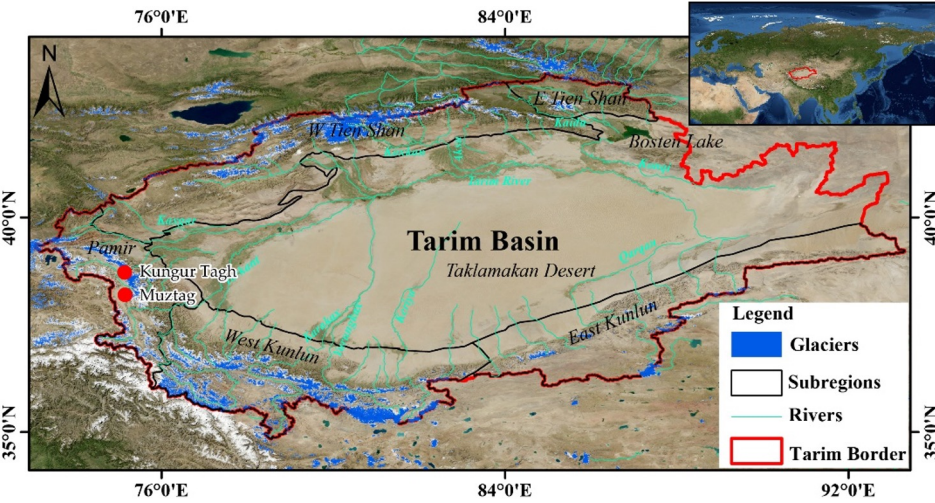 76°0'E 84°0'E
N
E Tien Shan
Kaidu
W Tien Shan
Bosten Lake
Tarim River
40°0'N 40°0'N
Pamir
Tarim Basin
Taklamakan Desert
Kungur Tagh
Muztag
West Kunlun
East Kunlun
Legend
Glaciers
Subregions
Rivers
Tarim Border
35°0'N 35°0'N
76°0'E 84°0'E 92°0'E